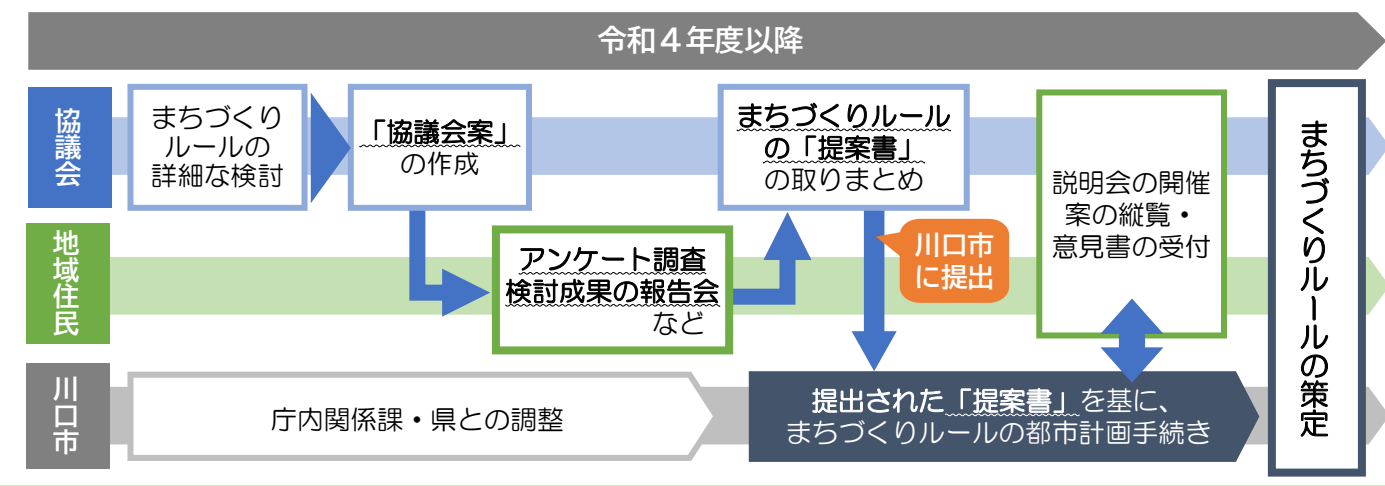 令和4年度以降
協議会
まちづくり
ルールの
詳細な検討
「協議会案」
の作成
まちづくりルール
の「提案書」
の取りまとめ
説明会の開催
案の縦覧・
意見書の受付
まちづくりルールの策定
地域住民
アンケート調査
検討成果の報告会
など
川口市
に提出
川口市
庁内関係課・県との調整
提出された「提案書」を基に、
まちづくりルールの都市計画手続き